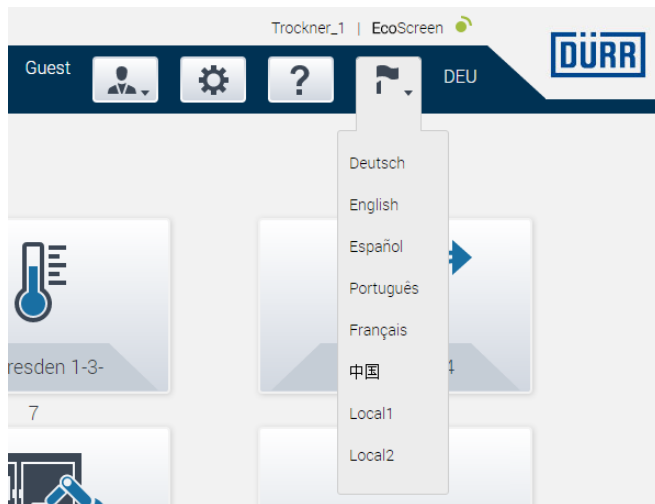 Trockner_1 | EcoScreen
Guest
?
DEU
DÜRR
Deutsch
English
Español
Português
Français
中国
Local1
Local2
resden 1-3-
7
4